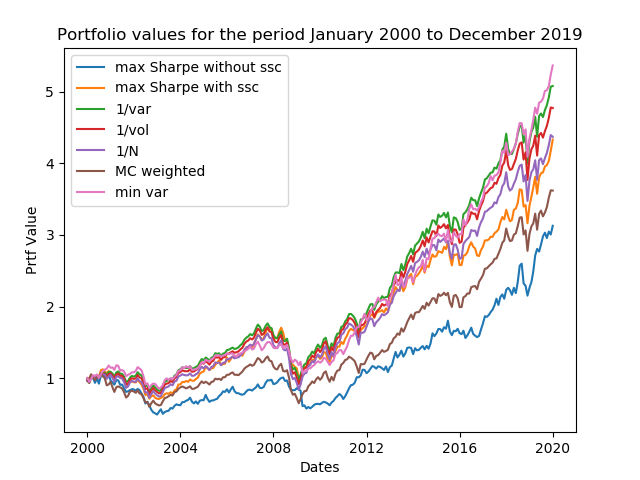 Portfolio values for the period January 2000 to December 2019
max Sharpe without ssc
max Sharpe with ssc
1/var
1/vol
1/N
MC weighted
min var
5
4
3
2
1
Prtf Value
2000
2004
2008
2012
2016
2020
Dates